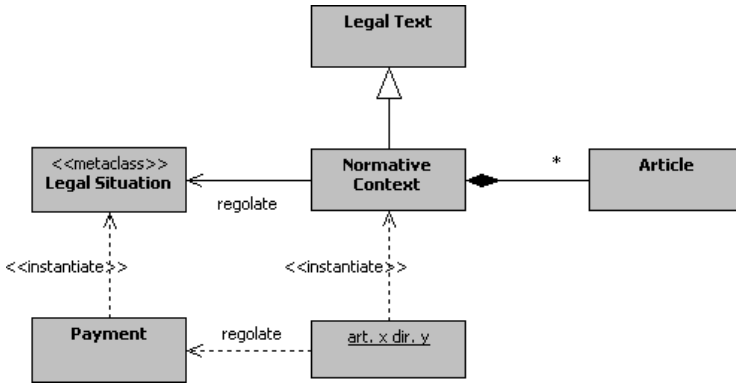 Legal Text
<<metaclass>>
Legal Situation
Normative
Context
*
Article
regolate
<<instantiate>>
<<instantiate>>
Payment
regolate
art. x dir. y